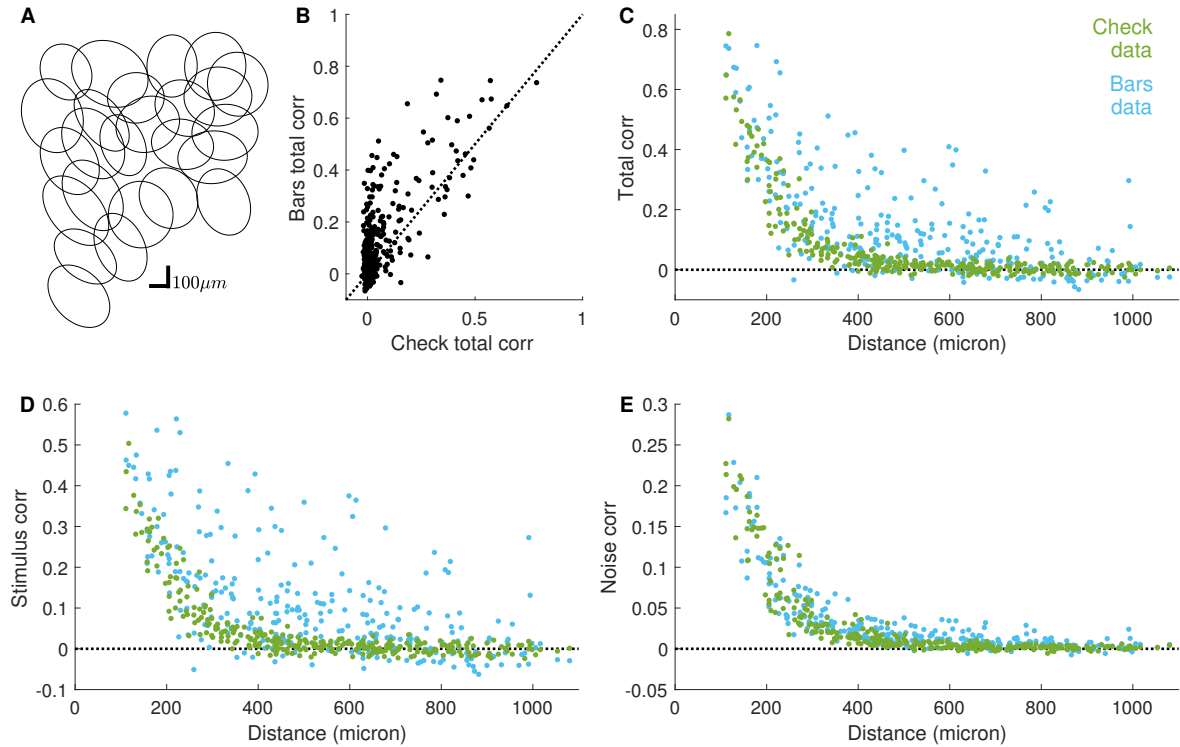 A
100μm
B
1
0.8
0.6
0.4
0.2
0
0
0.5
1
Bars total corr
Check total corr
C
0.8
0.6
0.4
0.2
0
0
200
400
600
800
1000
Total corr
Distance (micron)
Check
data
Bars
data
D
0.6
0.5
0.4
0.3
0.2
0.1
0
-0.1
0
200
400
600
800
1000
Stimulus corr
Distance (micron)
E
0.3
0.25
0.2
0.15
0.1
0.05
0
-0.05
0
200
400
600
800
1000
Noise corr
Distance (micron)